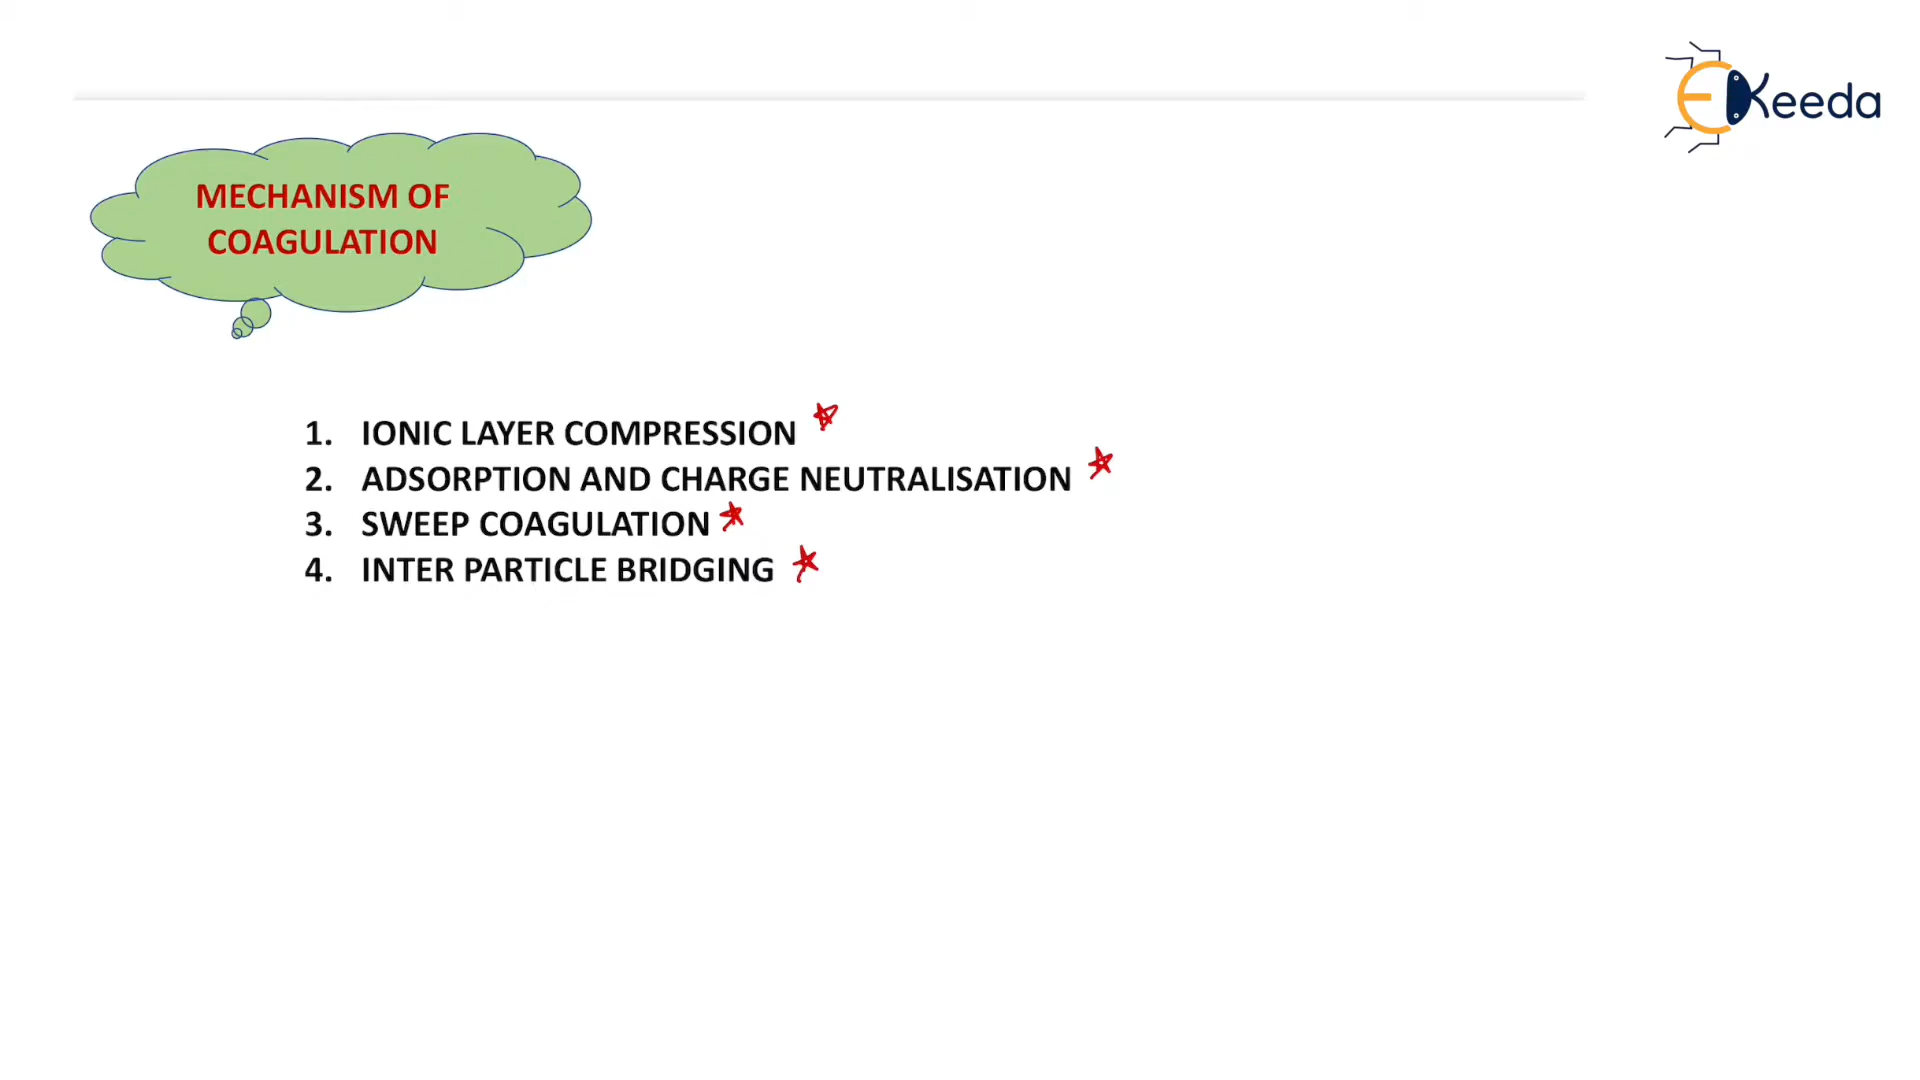 EKeeda
MECHANISM OF
COAGULATION
1. IONIC LAYER COMPRESSION
2. ADSORPTION AND CHARGE NEUTRALISATION
3. SWEEP COAGULATION
4. INTER PARTICLE BRIDGING